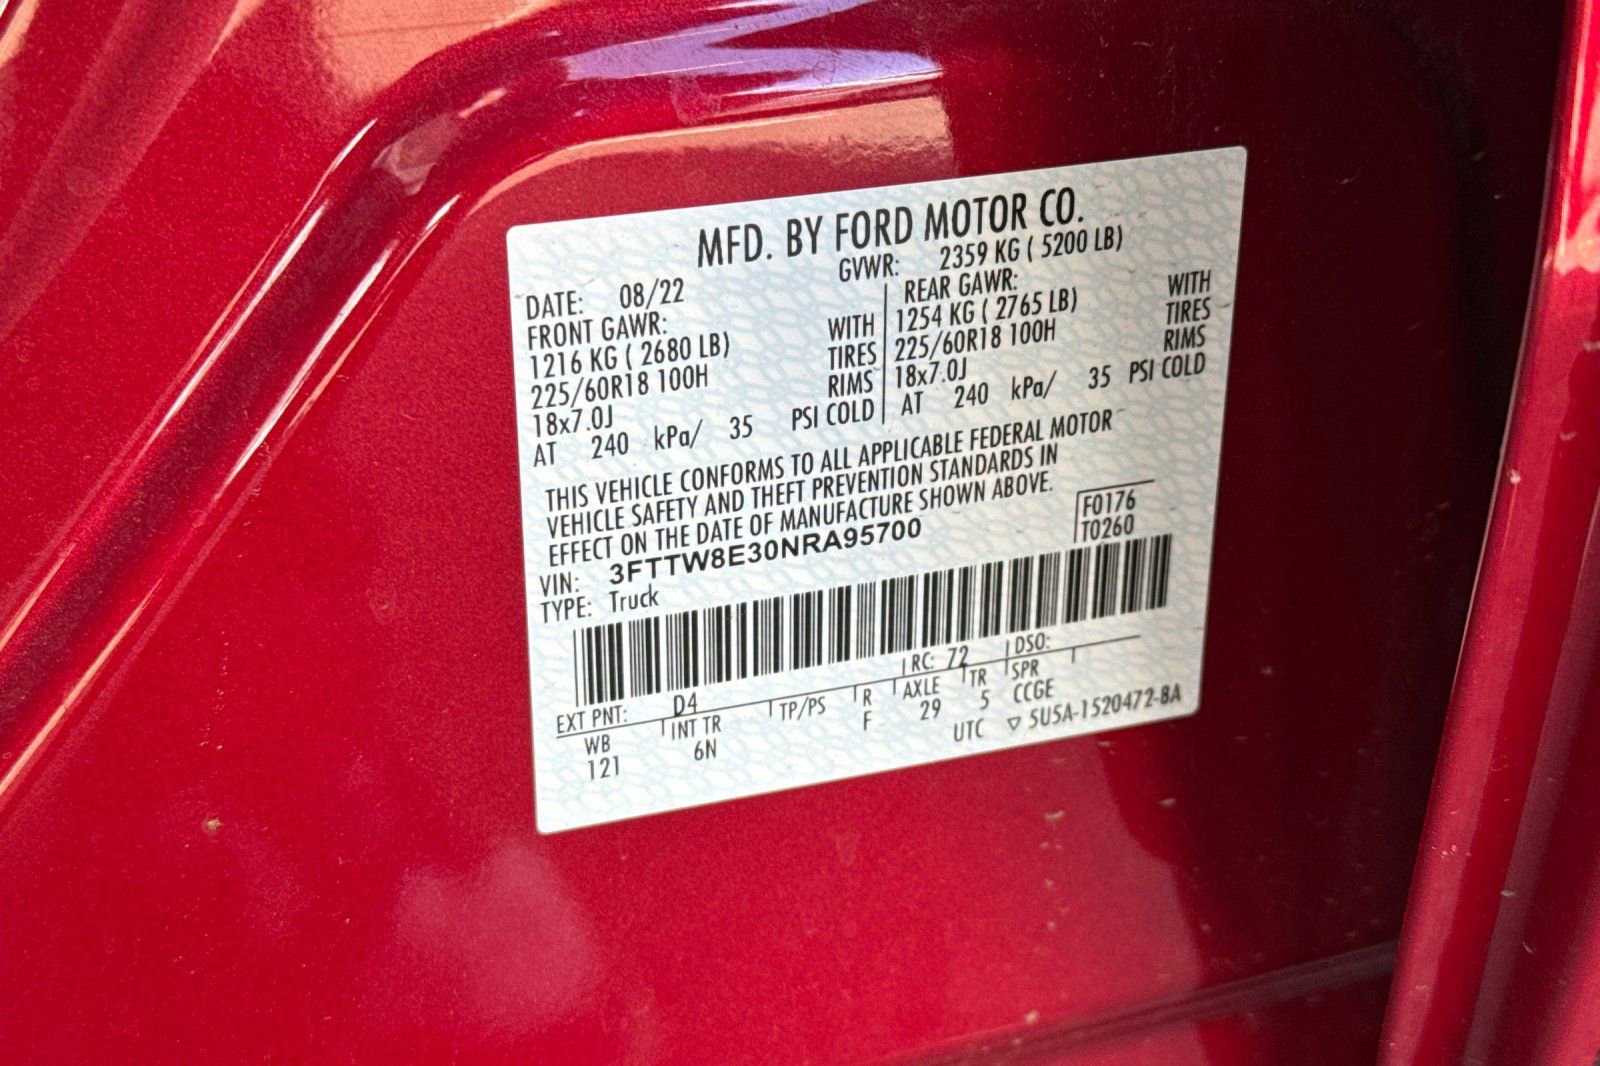 MFD. BY FORD MOTOR CO.
DATE: 08/22 GVWR: 2359 KG ( 5200 LB)
FRONT GAWR: REAR GAWR:
1216 KG ( 2680 LB) WITH 1254 KG ( 2765 LB) WITH
225/60R18 100H TIRES 225/60R18 100H TIRES
18x7.0J RIMS 18x7.0J RIMS
AT 240 kPa/ 35 PSI COLD AT 240 kPa/ 35 PSI COLD
THIS VEHICLE CONFORMS TO ALL APPLICABLE FEDERAL MOTOR
VEHICLE SAFETY AND THEFT PREVENTION STANDARDS IN
EFFECT ON THE DATE OF MANUFACTURE SHOWN ABOVE.
F0176
T0260
VIN: 3FTTW8E30NRA95700
TYPE: Truck
EXT PNT: D4 RC: 72 DSO:
WB INT TR TP/PS R AXLE TR SPR
121 6N F 29 5 CCGE
UTC ▽ 5U5A-1520472-BA